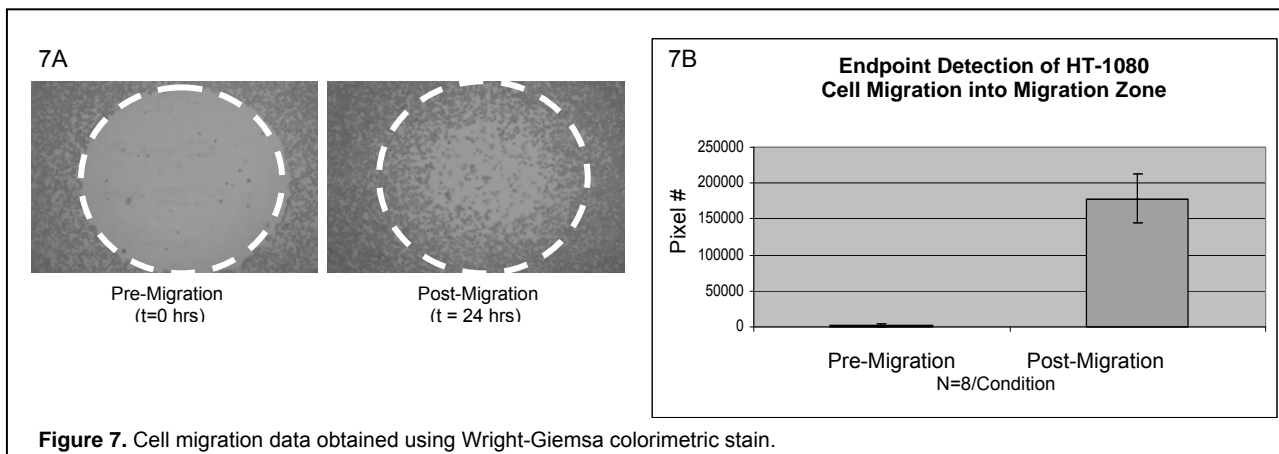 7A
Pre-Migration
(t=0 hrs)
Post-Migration
(t = 24 hrs)
7B
Endpoint Detection of HT-1080
Cell Migration into Migration Zone
Pixel #
250000
200000
150000
100000
50000
0
Pre-Migration
Post-Migration
N=8/Condition
Figure 7. Cell migration data obtained using Wright-Giemsa colorimetric stain.